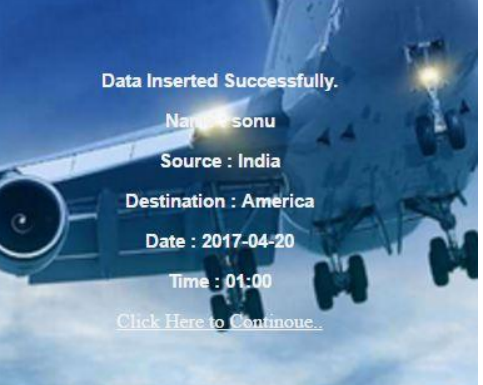 Data Inserted Successfully.
Name : sonu
Source : India
Destination : America
Date : 2017-04-20
Time : 01:00
Click Here to Continoue..